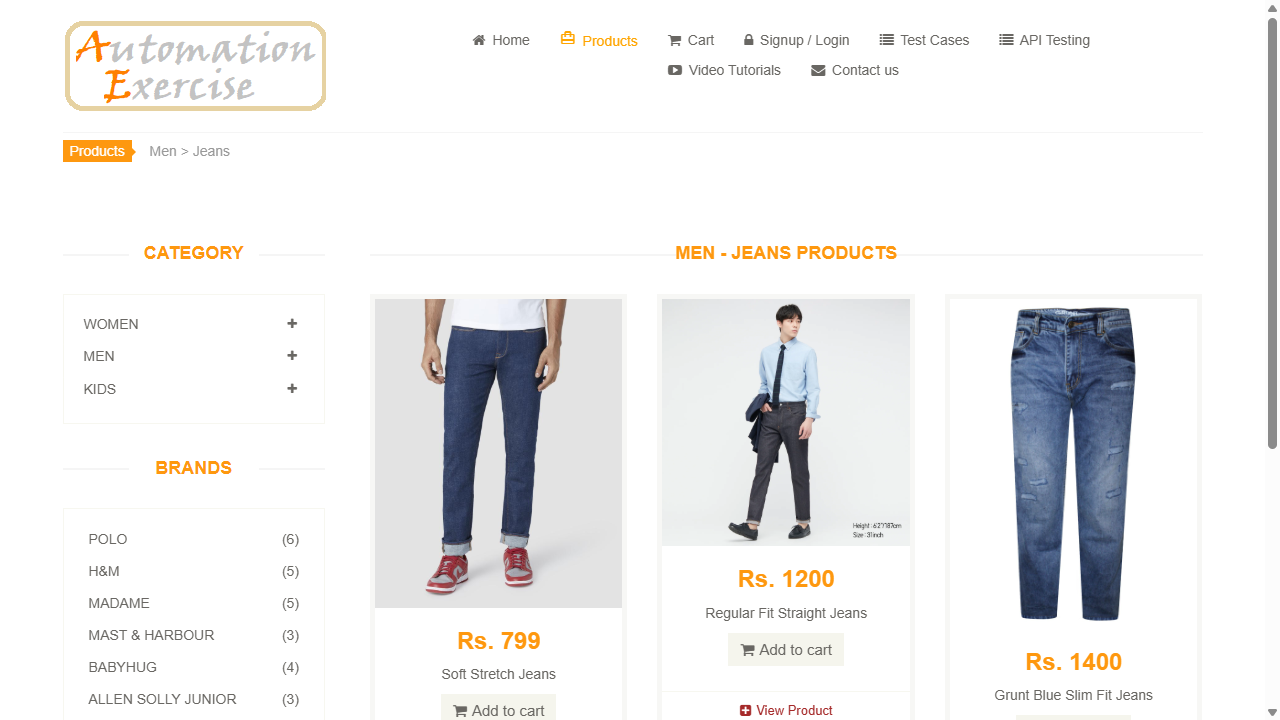 Automation
Exercise
Home
Products
Cart
Signup / Login
Test Cases
API Testing
Video Tutorials
Contact us
Products
Men > Jeans
CATEGORY
WOMEN
MEN
KIDS
BRANDS
POLO (6)
H&M (5)
MADAME (5)
MAST & HARBOUR (3)
BABYHUG (4)
ALLEN SOLLY JUNIOR (3)
MEN - JEANS PRODUCTS
Rs. 799
Soft Stretch Jeans
Add to cart
Height : 6'2"/187cm
Size : 31inch
Rs. 1200
Regular Fit Straight Jeans
Add to cart
View Product
Rs. 1400
Grunt Blue Slim Fit Jeans